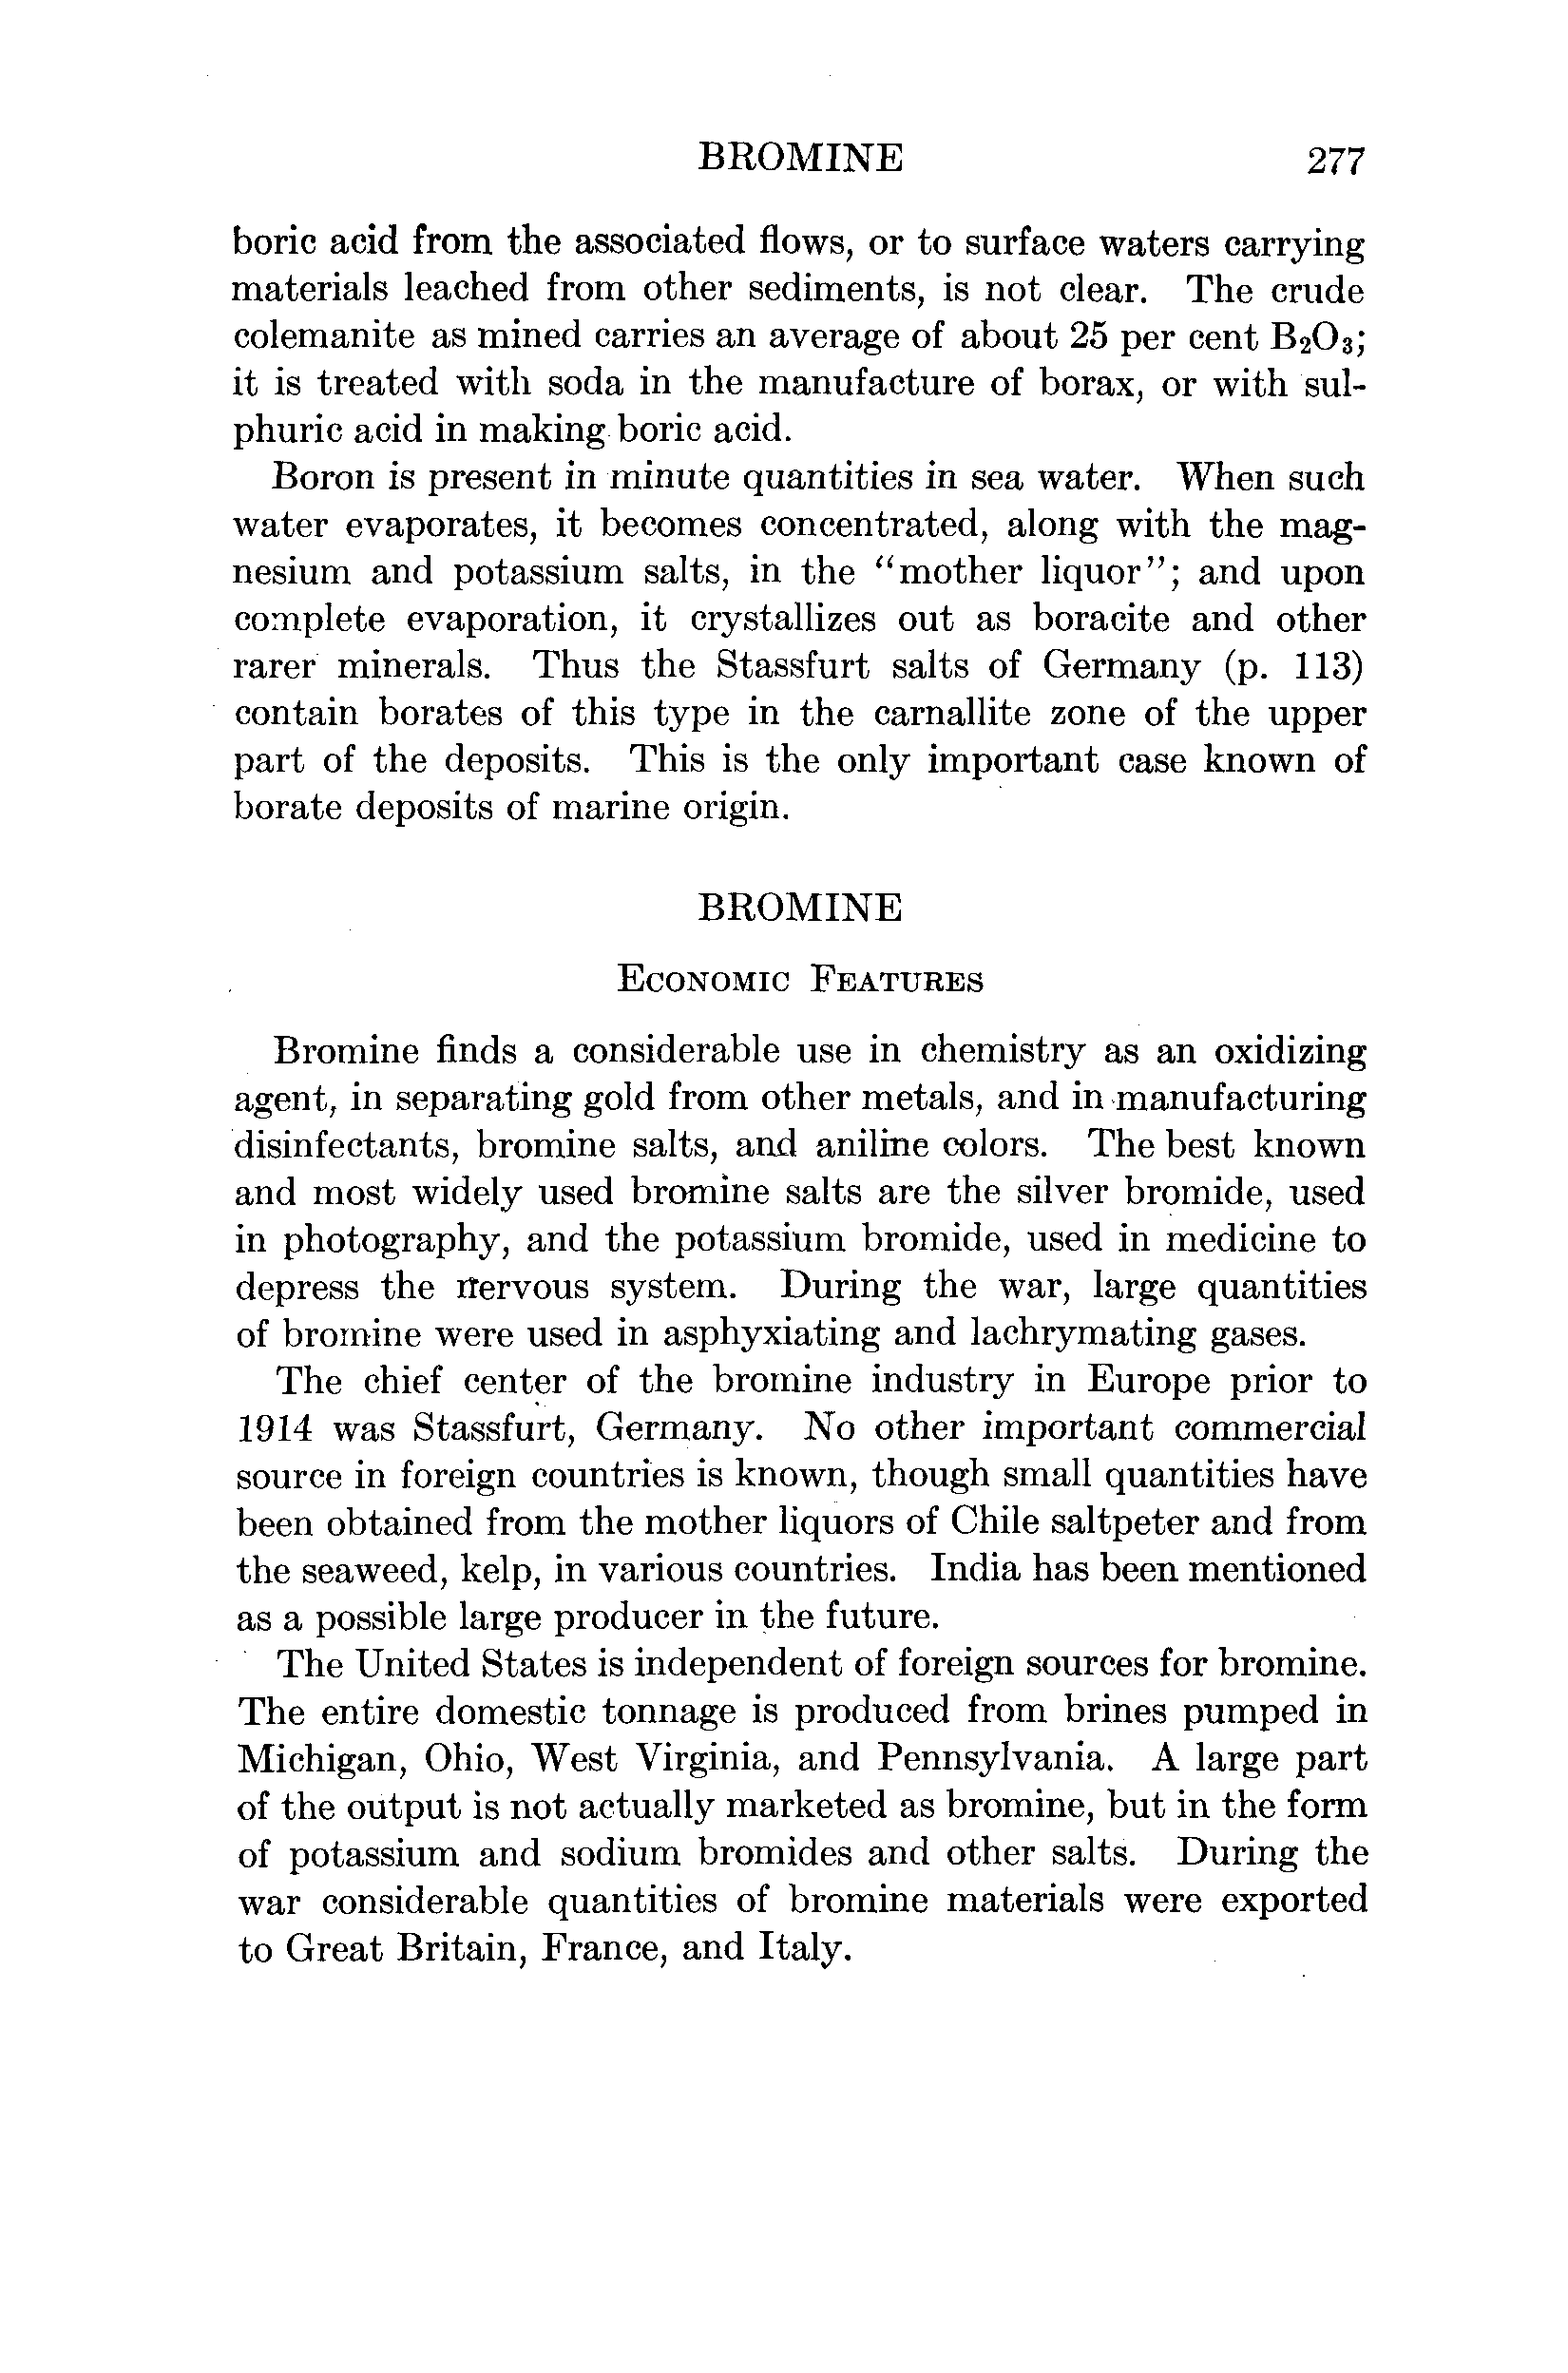 BROMINE 277
boric acid from the associated flows, or to surface waters carrying
materials leached from other sediments, is not clear. The crude
colemanite as mined carries an average of about 25 per cent B₂O₃;
it is treated with soda in the manufacture of borax, or with sul-
phuric acid in making boric acid.
Boron is present in minute quantities in sea water. When such
water evaporates, it becomes concentrated, along with the mag-
nesium and potassium salts, in the "mother liquor"; and upon
complete evaporation, it crystallizes out as boracite and other
rarer minerals. Thus the Stassfurt salts of Germany (p. 113)
contain borates of this type in the carnallite zone of the upper
part of the deposits. This is the only important case known of
borate deposits of marine origin.
BROMINE
ECONOMIC FEATURES
Bromine finds a considerable use in chemistry as an oxidizing
agent, in separating gold from other metals, and in manufacturing
disinfectants, bromine salts, and aniline colors. The best known
and most widely used bromine salts are the silver bromide, used
in photography, and the potassium bromide, used in medicine to
depress the nervous system. During the war, large quantities
of bromine were used in asphyxiating and lachrymating gases.
The chief center of the bromine industry in Europe prior to
1914 was Stassfurt, Germany. No other important commercial
source in foreign countries is known, though small quantities have
been obtained from the mother liquors of Chile saltpeter and from
the seaweed, kelp, in various countries. India has been mentioned
as a possible large producer in the future.
The United States is independent of foreign sources for bromine.
The entire domestic tonnage is produced from brines pumped in
Michigan, Ohio, West Virginia, and Pennsylvania. A large part
of the output is not actually marketed as bromine, but in the form
of potassium and sodium bromides and other salts. During the
war considerable quantities of bromine materials were exported
to Great Britain, France, and Italy.